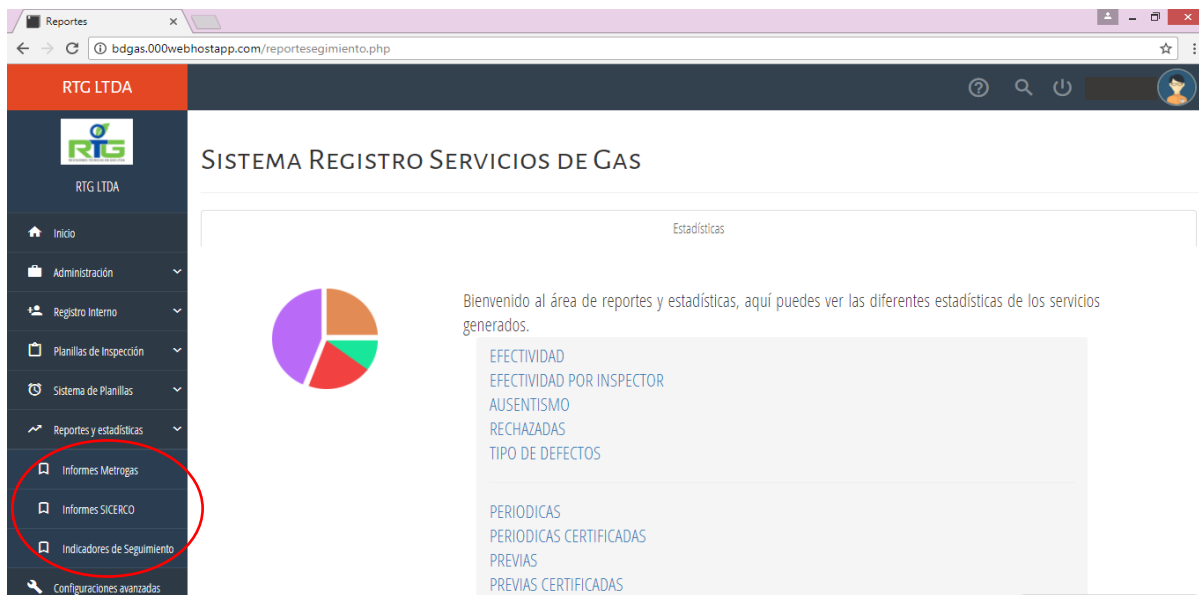 Reportes
bdgas.000webhostapp.com/reportesegimiento.php
RTG LTDA
RTG
RTG LTDA
Inicio
Administración
Registro Interno
Planillas de Inspección
Sistema de Planillas
Reportes y estadísticas
Informes Metrogas
Informes SICERCO
Indicadores de Seguimiento
Configuraciones avanzadas
Sistema Registro Servicios de Gas
Estadísticas
Bienvenido al área de reportes y estadísticas, aquí puedes ver las diferentes estadísticas de los servicios
generados.
EFECTIVIDAD
EFECTIVIDAD POR INSPECTOR
AUSENTISMO
RECHAZADAS
TIPO DE DEFECTOS
PERIODICAS
PERIODICAS CERTIFICADAS
PREVIAS
PREVIAS CERTIFICADAS